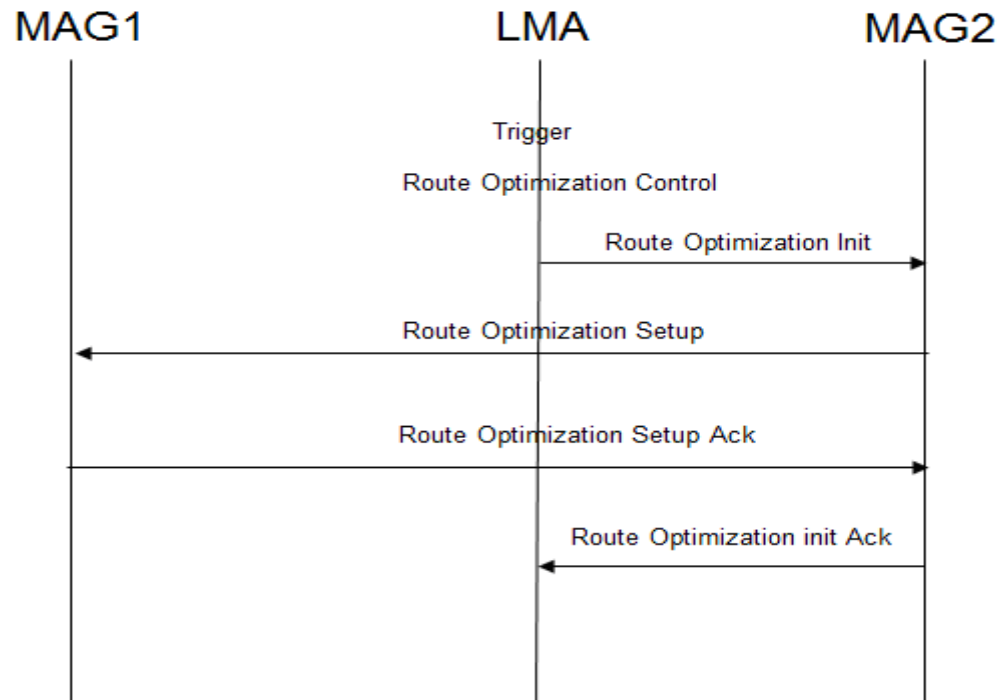 MAG1 LMA MAG2
Trigger
Route Optimization Control
Route Optimization Init
Route Optimization Setup
Route Optimization Setup Ack
Route Optimization init Ack